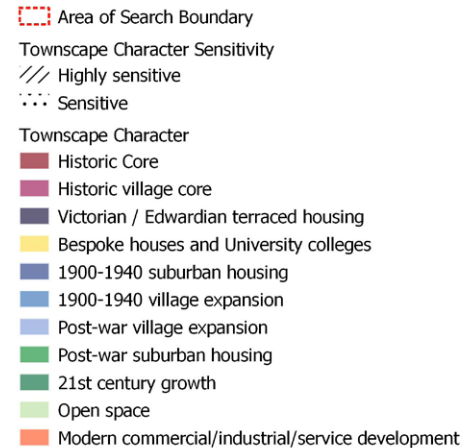 Area of Search Boundary
Townscape Character Sensitivity
Highly sensitive
Sensitive
Townscape Character
Historic Core
Historic village core
Victorian / Edwardian terraced housing
Bespoke houses and University colleges
1900-1940 suburban housing
1900-1940 village expansion
Post-war village expansion
Post-war suburban housing
21st century growth
Open space
Modern commercial/industrial/service development